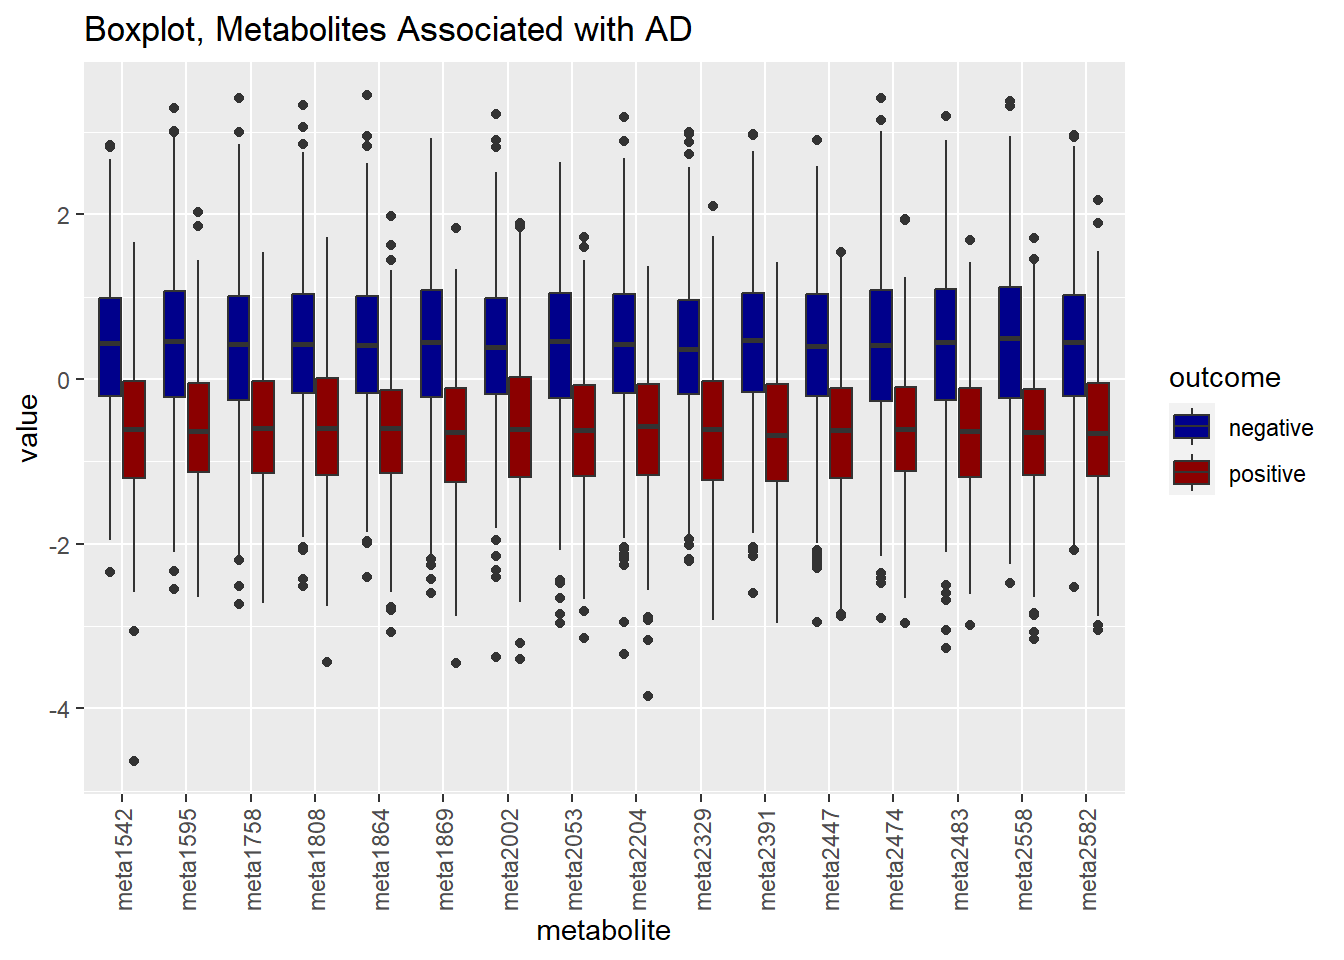 Boxplot, Metabolites Associated with AD
value
2
0
-2
-4
meta1542
meta1595
meta1758
meta1808
meta1864
meta1869
meta2002
meta2053
meta2204
meta2329
meta2391
meta2447
meta2474
meta2483
meta2558
meta2582
metabolite
outcome
negative
positive